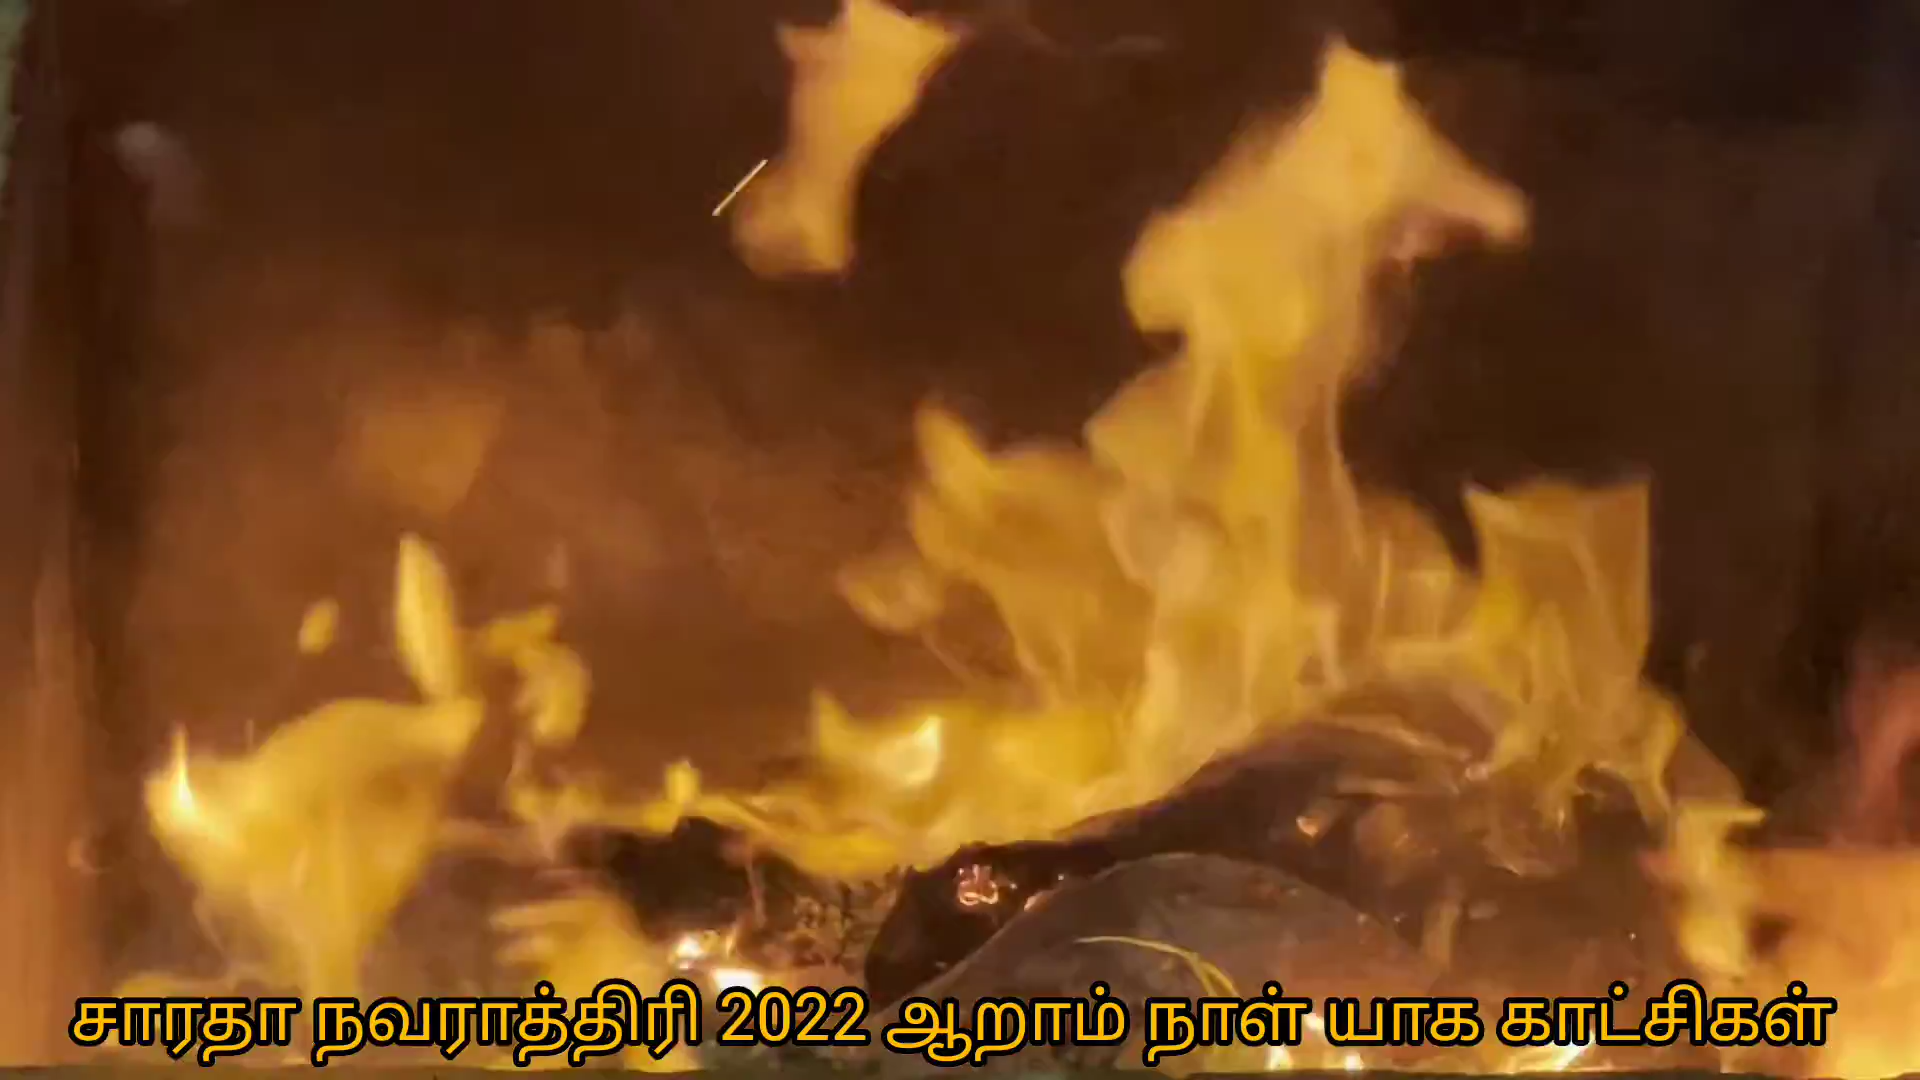 சாரதா நவராத்திரி 2022 ஆறாம் நாள் யாக காட்சிகள்